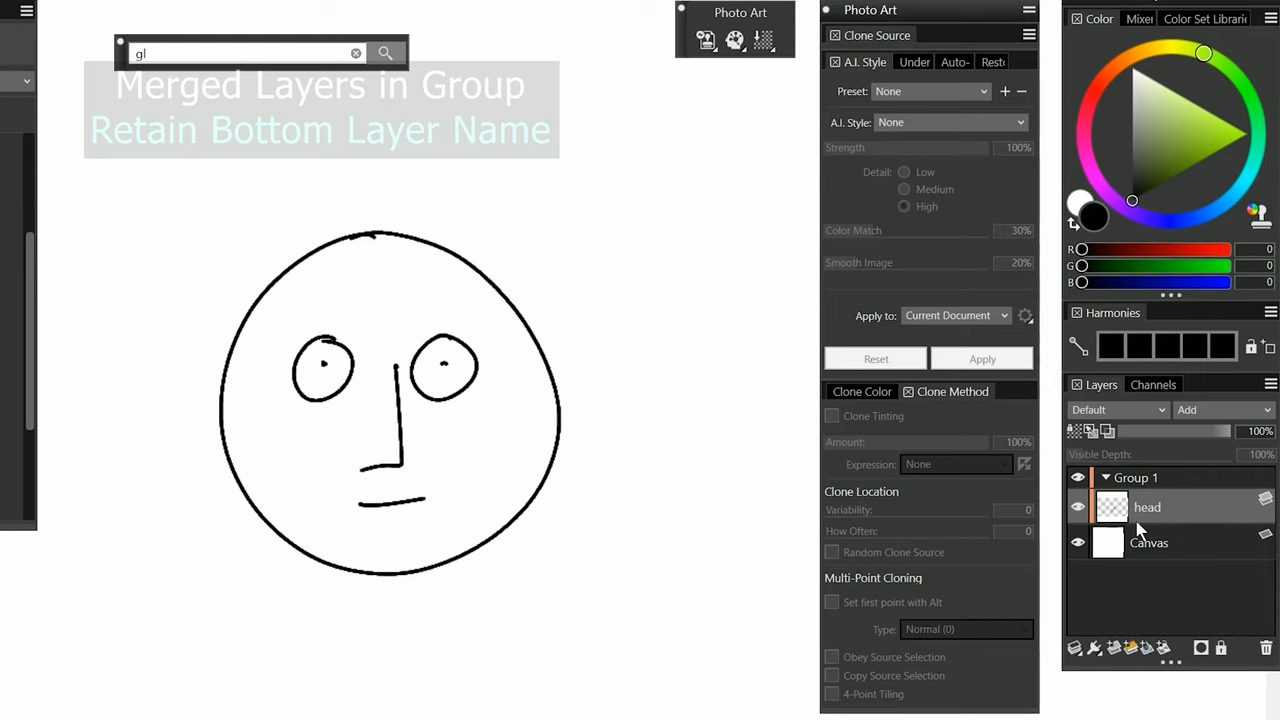 gl
Merged Layers in Group
Retain Bottom Layer Name
Photo Art
Photo Art
Clone Source
A.I. Style Under Auto- Resto
Preset: None
A.I. Style: None
Strength 100%
Detail: Low
Medium
High
Color Match 30%
Smooth Image 20%
Apply to: Current Document
Reset Apply
Clone Color Clone Method
Clone Tinting
Amount: 100%
Expression: None
Clone Location
Variability: 0
How Often: 0
Random Clone Source
Multi-Point Cloning
Set first point with Alt
Type: Normal (0)
Obey Source Selection
Copy Source Selection
4-Point Tiling
Color Mixer Color Set Librarie
R 0
G 0
B 0
Harmonies
Layers Channels
Default Add
100%
Visible Depth: 100%
Group 1
head
Canvas